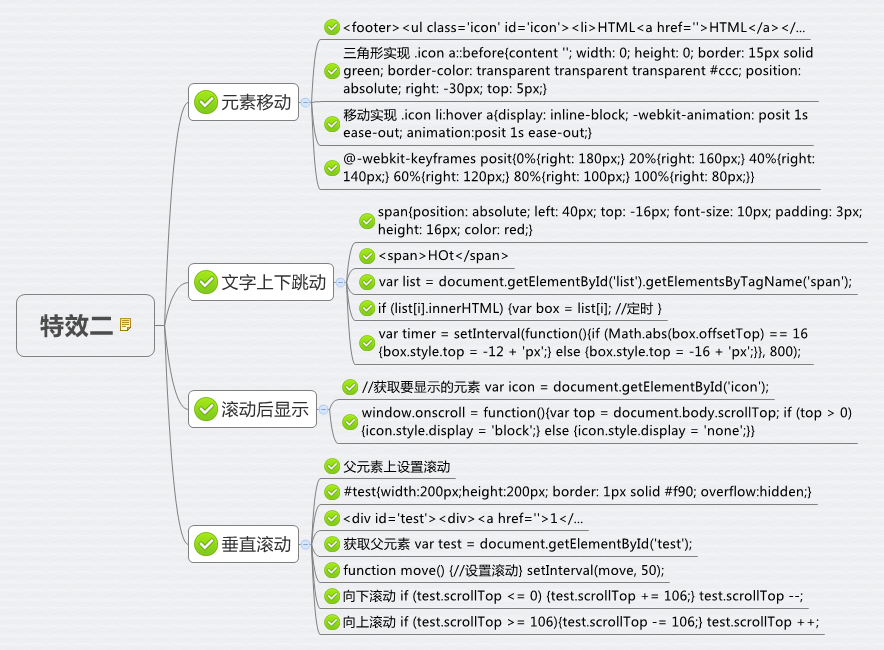 特效二
元素移动
<footer><ul class='icon' id='icon'><li>HTML<a href=''>HTML</a></...
三角形实现 .icon a::before{content ''; width: 0; height: 0; border: 15px solid
green; border-color: transparent transparent transparent #ccc; position:
absolute; right: -30px; top: 5px;}
移动实现 .icon li:hover a{display: inline-block; -webkit-animation: posit 1s
ease-out; animation:posit 1s ease-out;}
@-webkit-keyframes posit{0%{right: 180px;} 20%{right: 160px;} 40%{right:
140px;} 60%{right: 120px;} 80%{right: 100px;} 100%{right: 80px;}}
文字上下跳动
span{position: absolute; left: 40px; top: -16px; font-size: 10px; padding: 3px;
height: 16px; color: red;}
<span>HOt</span>
var list = document.getElementById('list').getElementsByTagName('span');
if (list[i].innerHTML) {var box = list[i]; //定时 }
var timer = setInterval(function(){if (Math.abs(box.offsetTop) == 16
{box.style.top = -12 + 'px';} else {box.style.top = -16 + 'px';}}, 800);
滚动后显示
//获取要显示的元素 var icon = document.getElementById('icon');
window.onscroll = function(){var top = document.body.scrollTop; if (top > 0)
{icon.style.display = 'block';} else {icon.style.display = 'none';}}
垂直滚动
父元素上设置滚动
#test{width:200px;height:200px; border: 1px solid #f90; overflow:hidden;}
<div id='test'><div><a href=''>1</...
获取父元素 var test = document.getElementById('test');
function move() {//设置滚动} setInterval(move, 50);
向下滚动 if (test.scrollTop <= 0) {test.scrollTop += 106;} test.scrollTop --;
向上滚动 if (test.scrollTop >= 106){test.scrollTop -= 106;} test.scrollTop ++;